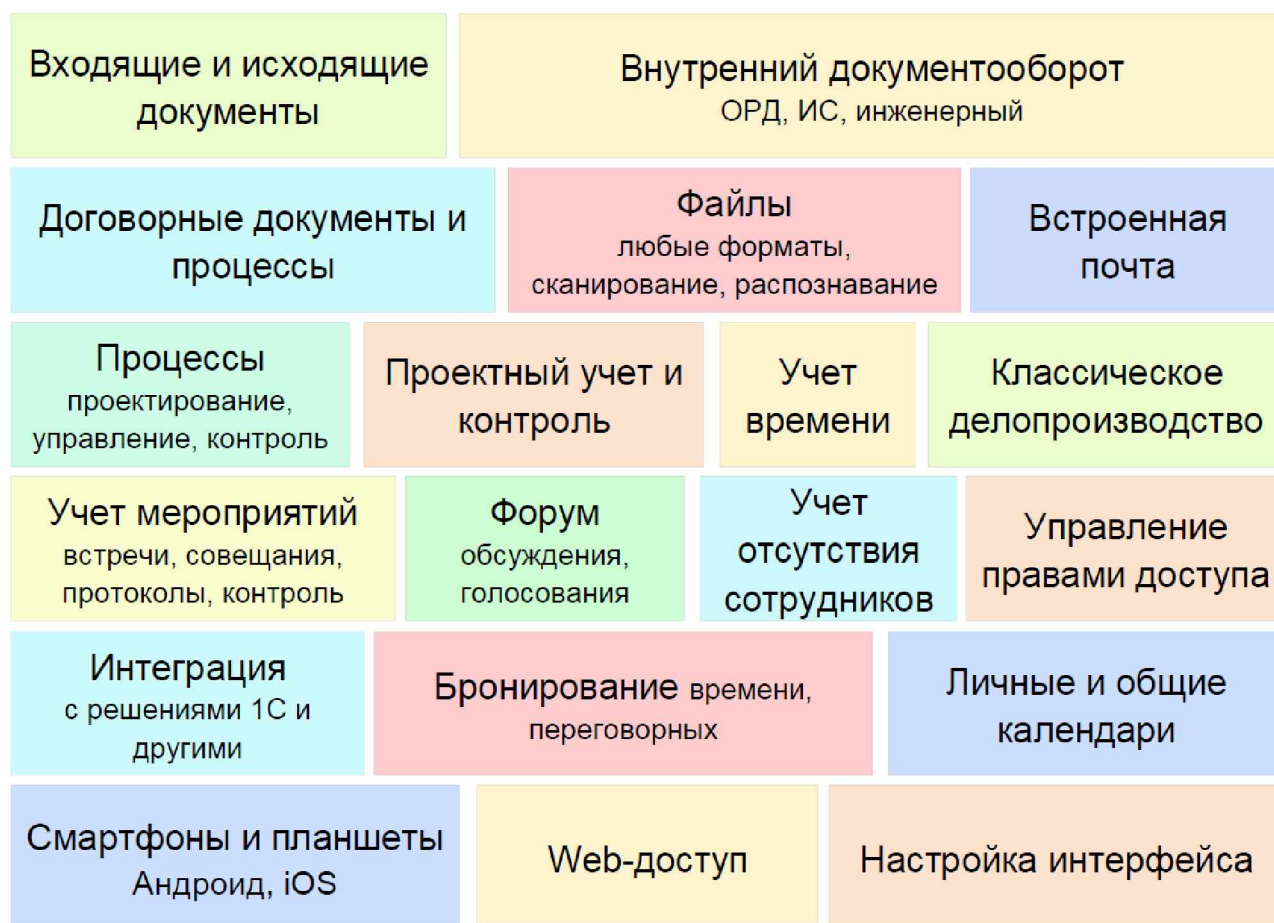 Входящие и исходящие
документы
Внутренний документооборот
ОРД, ИС, инженерный
Договорные документы и
процессы
Файлы
любые форматы,
сканирование, распознавание
Встроенная
почта
Процессы
проектирование,
управление, контроль
Проектный учет и
контроль
Учет
времени
Классическое
делопроизводство
Учет мероприятий
встречи, совещания,
протоколы, контроль
Форум
обсуждения,
голосования
Учет
отсутствия
сотрудников
Управление
правами доступа
Интеграция
с решениями 1С и
другими
Бронирование времени,
переговорных
Личные и общие
календари
Смартфоны и планшеты
Андроид, iOS
Web-доступ
Настройка интерфейса